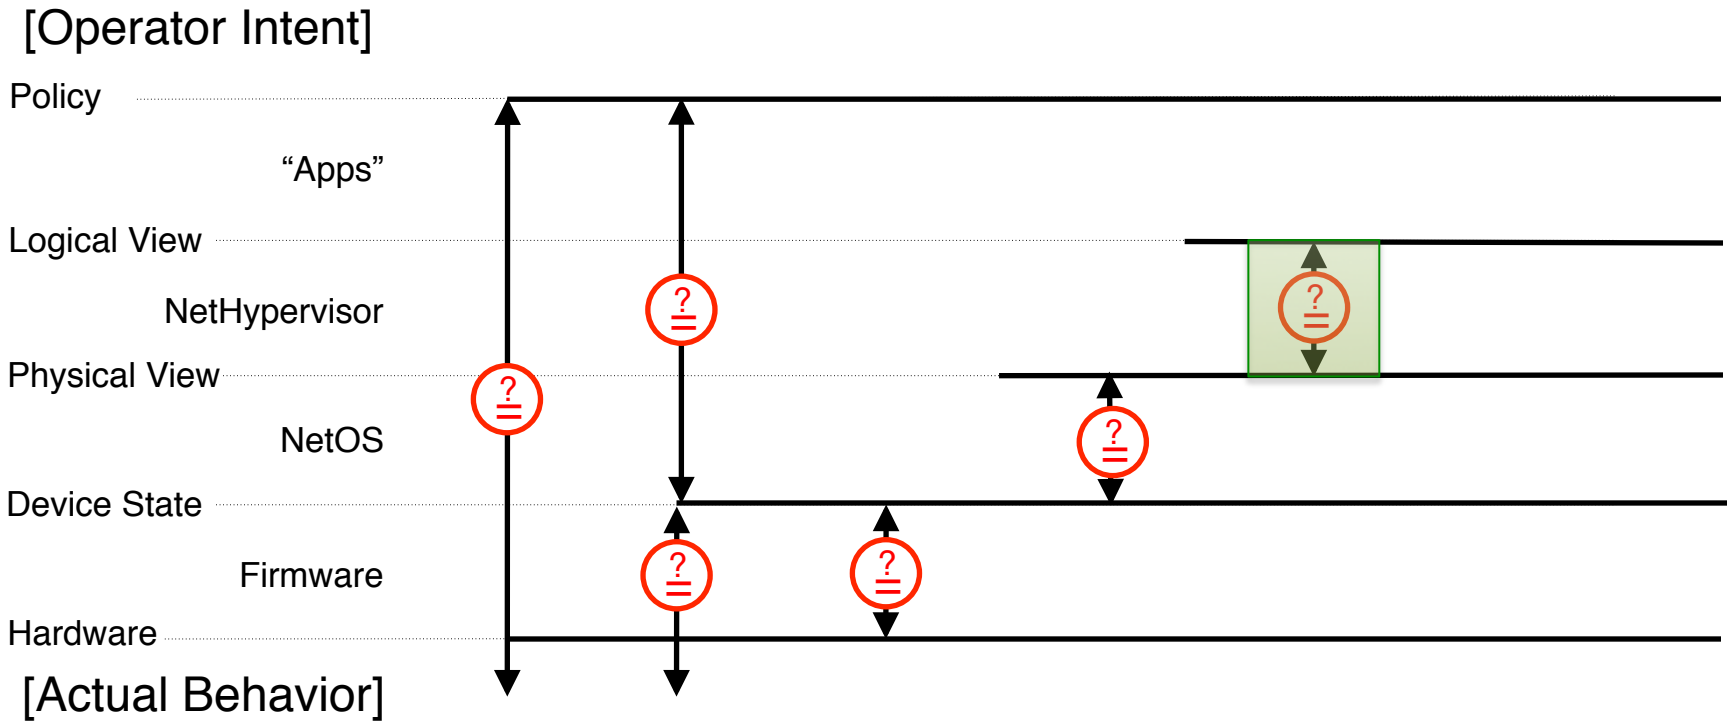 [Operator Intent]
Policy
“Apps”
Logical View
NetHypervisor
Physical View
NetOS
Device State
Firmware
Hardware
[Actual Behavior]
?
=
?
=
?
=
?
=
?
=
?
=